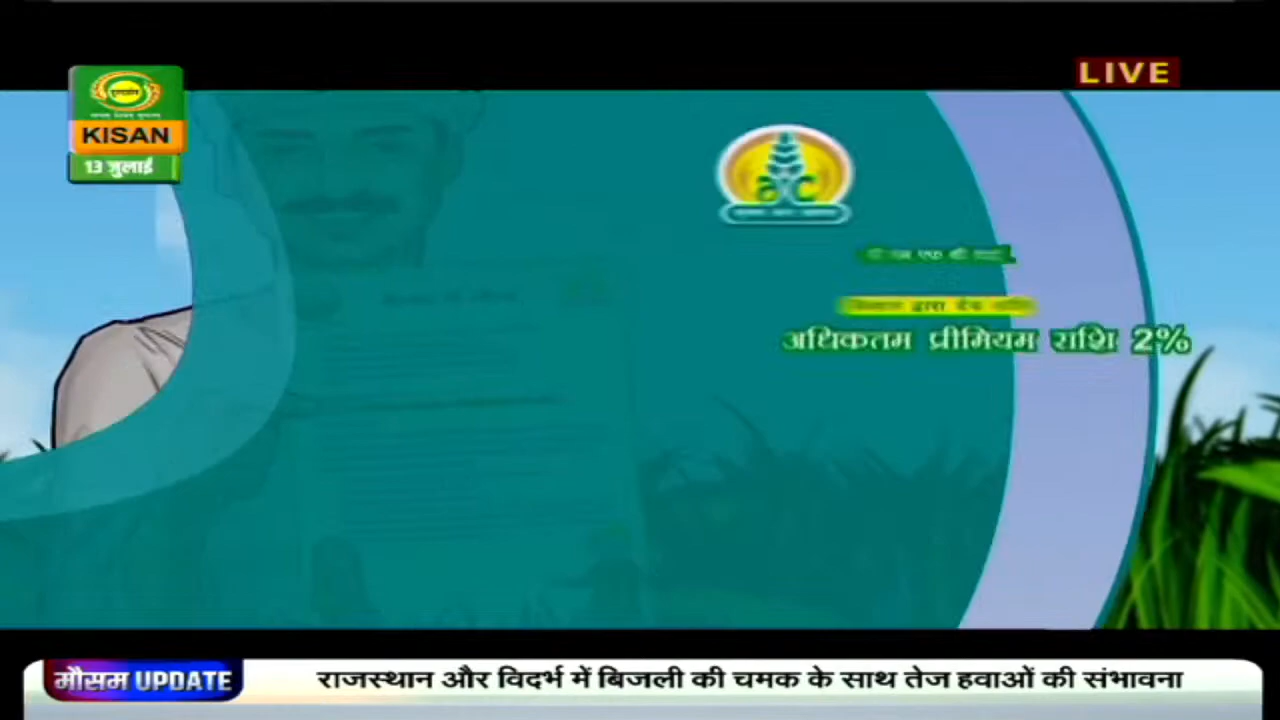 LIVE
KISAN
13 जुलाई
द्वारा
अधिकतम प्रीमियम राशि 2%
मौसम UPDATE
राजस्थान और विदर्भ में बिजली की चमक के साथ तेज हवाओं की संभावना